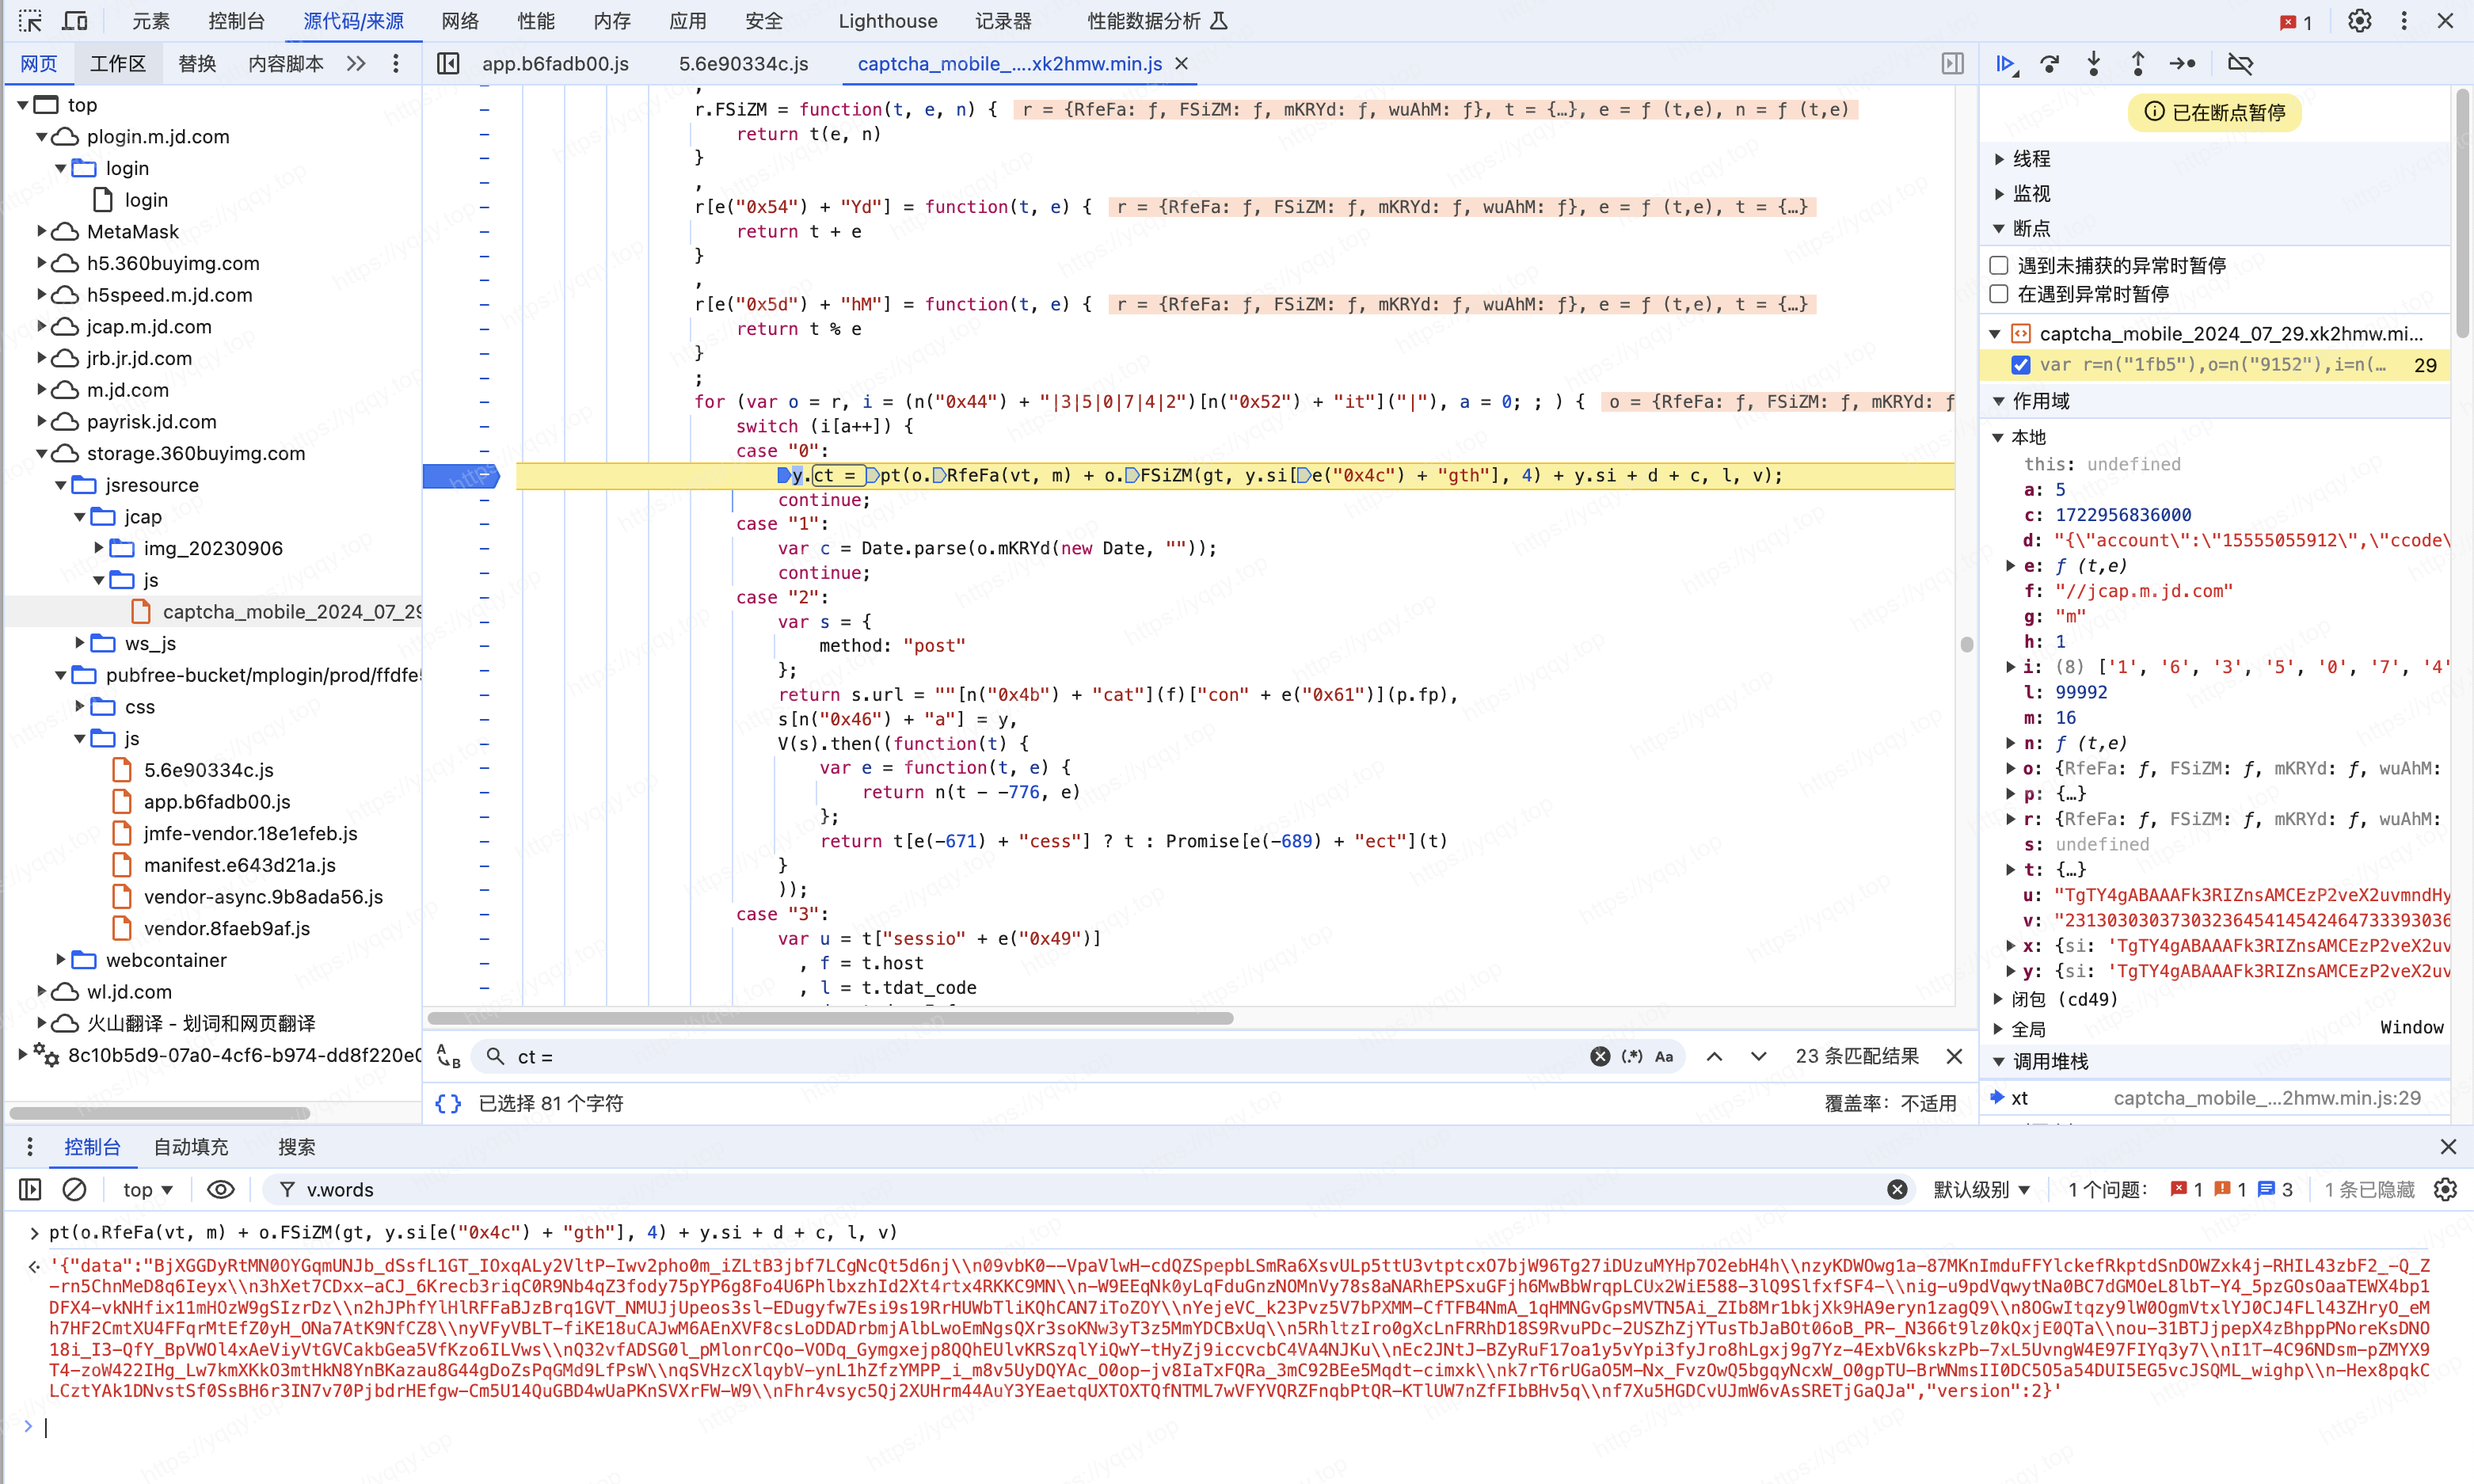 元素 控制台 源代码/来源 网络 性能 内存 应用 安全 Lighthouse 记录器 性能数据分析 1
网页 工作区 替换 内容脚本
app.b6fadb00.js 5.6e90334c.js captcha_mobile_....xk2hmw.min.js
top
plogin.m.jd.com
login
login
MetaMask
h5.360buyimg.com
h5speed.m.jd.com
jcap.m.jd.com
jrb.jr.jd.com
m.jd.com
payrisk.jd.com
storage.360buyimg.com
jsresource
jcap
img_20230906
js
captcha_mobile_2024_07_29
ws_js
pubfree-bucket/mplogin/prod/ffdfe
css
js
5.6e90334c.js
app.b6fadb00.js
jmfe-vendor.18e1efeb.js
manifest.e643d21a.js
vendor-async.9b8ada56.js
vendor.8faeb9af.js
webcontainer
wl.jd.com
火山翻译 - 划词和网页翻译
8c10b5d9-07a0-4cf6-b974-dd8f220e
,
r.FSiZM = function(t, e, n) { r = {RfeFa: ƒ, FSiZM: ƒ, mKRYd: ƒ, wuAhM: ƒ}, t = {…}, e = ƒ (t,e), n = ƒ (t,e)
return t(e, n)
}
,
r[e("0x54") + "Yd"] = function(t, e) { r = {RfeFa: ƒ, FSiZM: ƒ, mKRYd: ƒ, wuAhM: ƒ}, e = ƒ (t,e), t = {…}
return t + e
}
,
r[e("0x5d") + "hM"] = function(t, e) { r = {RfeFa: ƒ, FSiZM: ƒ, mKRYd: ƒ, wuAhM: ƒ}, e = ƒ (t,e), t = {…}
return t % e
}
;
for (var o = r, i = (n("0x44") + "|3|5|0|7|4|2")[n("0x52") + "it"]("|"), a = 0; ; ) { o = {RfeFa: ƒ, FSiZM: ƒ, mKRYd: ƒ
switch (i[a++]) {
case "0":
y.ct = pt(o.RfeFa(vt, m) + o.FSiZM(gt, y.si[e("0x4c") + "gth"], 4) + y.si + d + c, l, v);
continue;
case "1":
var c = Date.parse(o.mKRYd(new Date, ""));
continue;
case "2":
var s = {
method: "post"
};
return s.url = ""[n("0x4b") + "cat"](f)["con" + e("0x61")](p.fp),
s[n("0x46") + "a"] = y,
V(s).then((function(t) {
var e = function(t, e) {
return n(t - -776, e)
};
return t[e(-671) + "cess"] ? t : Promise[e(-689) + "ect"](t)
}
));
case "3":
var u = t["sessio" + e("0x49")]
, f = t.host
, l = t.tdat_code
ct = (.*) Aa 23 条匹配结果
已选择 81 个字符 覆盖率：不适用
已在断点暂停
线程
监视
断点
遇到未捕获的异常时暂停
在遇到异常时暂停
captcha_mobile_2024_07_29.xk2hmw.mi...
var r=n("1fb5"),o=n("9152"),i=n(… 29
作用域
本地
this: undefined
a: 5
c: 1722956836000
d: "{\"account\":\"15555055912\",\"ccode\
e: ƒ (t,e)
f: "//jcap.m.jd.com"
g: "m"
h: 1
i: (8) ['1', '6', '3', '5', '0', '7', '4'
l: 99992
m: 16
n: ƒ (t,e)
o: {RfeFa: ƒ, FSiZM: ƒ, mKRYd: ƒ, wuAhM:
p: {…}
r: {RfeFa: ƒ, FSiZM: ƒ, mKRYd: ƒ, wuAhM:
s: undefined
t: {…}
u: "TgTY4gABAAAFk3RIZnsAMCEzP2veX2uvmndHy
v: "2313030303730323645414542464733393036
x: {si: 'TgTY4gABAAAFk3RIZnsAMCEzP2veX2uv
y: {si: 'TgTY4gABAAAFk3RIZnsAMCEzP2veX2uv
闭包 (cd49)
全局 Window
调用堆栈
xt captcha_mobile_...2hmw.min.js:29
控制台 自动填充 搜索
top v.words 默认级别 1 个问题： 1 1 3 1 条已隐藏
pt(o.RfeFa(vt, m) + o.FSiZM(gt, y.si[e("0x4c") + "gth"], 4) + y.si + d + c, l, v)
'{"data":"BjXGGDyRtMN0OYGqmUNJb_dSsfL1GT_IOxqALy2VltP-Iwv2pho0m_iZLtB3jbf7LCgNcQt5d6nj\\n09vbK0--VpaVlwH-cdQZSpepbLSmRa6XsvULp5ttU3vtptcxO7bjW96Tg27iDUzuMYHp7O2ebH4h\\nzyKDWOwg1a-87MKnImduFFYlckefRkptdSnDOWZxk4j-RHIL43zbF2_-Q_Z
-rn5ChnMeD8q6Ieyx\\n3hXet7CDxx-aCJ_6Krecb3riqC0R9Nb4qZ3fody75pYP6g8Fo4U6PhlbxzhId2Xt4rtx4RKKC9MN\\n-W9EEqNk0yLqFduGnzNOMnVy78s8aNARhEPSxuGFjh6MwBbWrqpLCUx2WiE588-3lQ9SlfxfSF4-\\nig-u9pdVqwytNa0BC7dGMOeL8lbT-Y4_5pzGOsOaaTEWX4bp1
DFX4-vkNHfix11mHOzW9gSIzrDz\\n2hJPhfYlHlRFFaBJzBrq1GVT_NMUJjUpeos3sl-EDugyfw7Esi9s19RrHUWbTliKQhCAN7iToZOY\\nYejeVC_k23Pvz5V7bPXMM-CfTFB4NmA_1qHMNGvGpsMVTN5Ai_ZIb8Mr1bkjXk9HA9eryn1zagQ9\\n8OGwItqzy9lW0OgmVtxlYJ0CJ4FLl43ZHryO_eM
h7HF2CmtXU4FFqrMtEfZ0yH_ONa7AtK9NfCZ8\\nyVFyVBLT-fiKE18uCAJwM6AEnXVF8csLoDDADrbmjAlbLwoEmNgsQXr3soKNw3yT3z5MmYDCBxUq\\n5RhltzIro0gXcLnFRRhD18S9RvuPDc-2USZhZjYTusTbJaBOt06oB_PR-_N366t9lz0kQxjE0QTa\\nou-31BTJjpepX4zBhppPNoreKsDNO
18i_I3-QfY_BpVWOl4xAeViyVtGVCakbGea5VfKzo6ILVws\\nQ32vfADSG0l_pMlonrCQo-VODq_Gymgxejp8QQhEUlvKRSzqlYiQwY-tHyZj9iccvcbC4VA4NJKu\\nEc2JNtJ-BZyRuF17oa1y5vYpi3fyJro8hLgxj9g7Yz-4ExbV6kskzPb-7xL5UvngW4E97FIYq3y7\\nI1T-4C96NDsm-pZMYX9
T4-zoW422IHg_Lw7kmXKkO3mtHkN8YnBKazau8G44gDoZsPqGMd9LfPsW\\nqSVHzcXlqybV-ynL1hZfzYMPP_i_m8v5UyDQYAc_O0op-jv8IaTxFQRa_3mC92BEe5Mqdt-cimxk\\nk7rT6rUGaO5M-Nx_FvzOwQ5bgqyNcxW_O0gpTU-BrWNmsII0DC5O5a54DUI5EG5vcJSQML_wighp\\n-Hex8pqkC
LCztYAk1DNvstSf0SsBH6r3IN7v70PjbdrHEfgw-Cm5U14QuGBD4wUaPKnSVXrFW-W9\\nFhr4vsyc5Qj2XUHrm44AuY3YEaetqUXTOXTQfNTML7wVFYVQRZFnqbPtQR-KTlUW7nZfFIbBHv5q\\nf7Xu5HGDCvUJmW6vAsSRETjGaQJa","version":2}'
https://yqqy.top